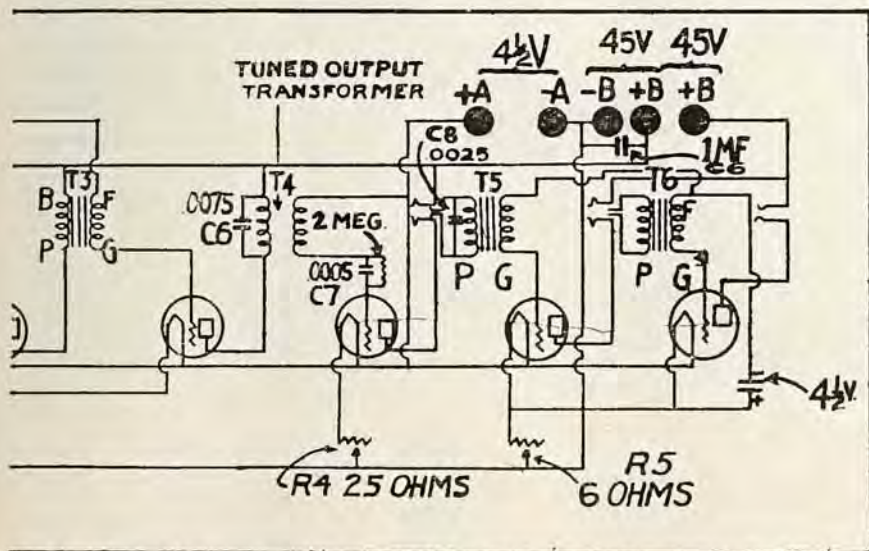 4½V 45V 45V
TUNED OUTPUT
TRANSFORMER
+A -A -B +B +B
C8
.0025
1MF
C6
T3
B F
P G
.0075
C6
T4
2 MEG.
.0005
C7
T5
P G
T6
F
P G
4½V.
+
R4 25 OHMS
R5
6 OHMS